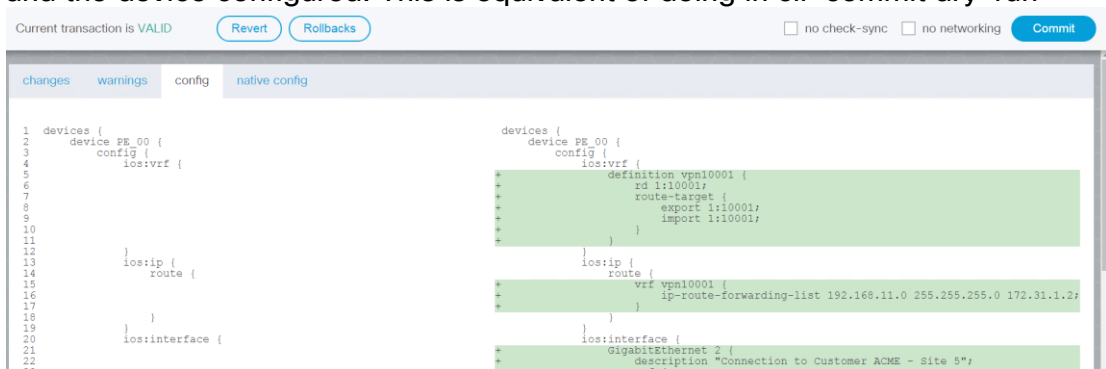 Current transaction is VALID Revert Rollbacks no check-sync no networking Commit
changes warnings config native config
1 devices { devices {
2 device PE_00 { device PE_00 {
3 config { config {
4 ios:vrf { ios:vrf {
5 + definition vpn10001 {
6 + rd 1:10001;
7 + route-target {
8 + export 1:10001;
9 + import 1:10001;
10 + }
11 + }
12 } }
13 ios:ip { ios:ip {
14 route { route {
15 + vrf vpn10001 {
16 + ip-route-forwarding-list 192.168.11.0 255.255.255.0 172.31.1.2;
17 + }
18 } }
19 } }
20 ios:interface { ios:interface {
21 + GigabitEthernet 2 {
22 + description "Connection to Customer ACME - Site 5";